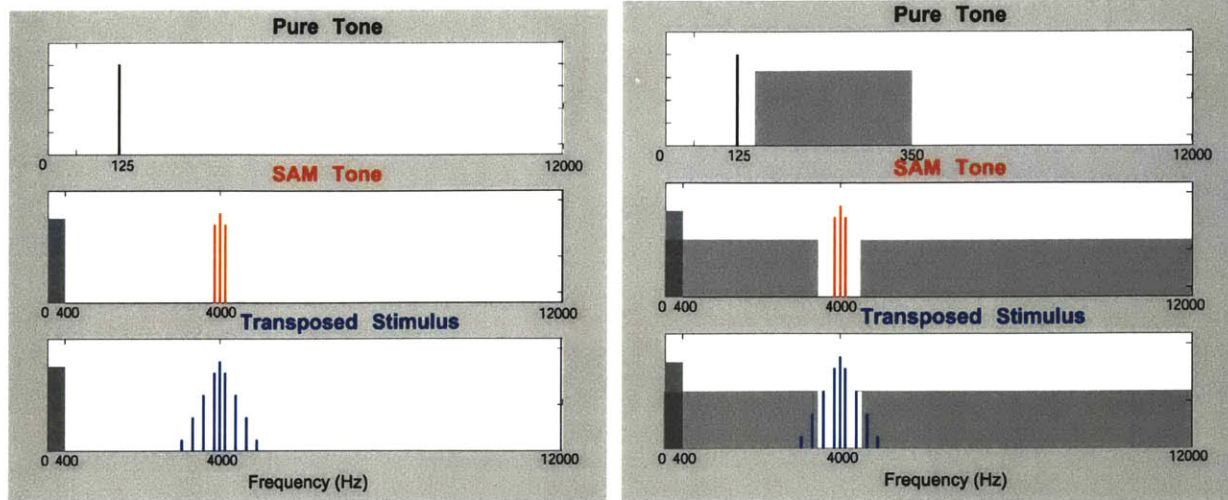 Pure Tone
0 125 12000
SAM Tone
0 400 4000 12000
Transposed Stimulus
0 400 4000 12000
Frequency (Hz)
Pure Tone
0 125 350 12000
SAM Tone
0 400 4000 12000
Transposed Stimulus
0 400 4000 12000
Frequency (Hz)